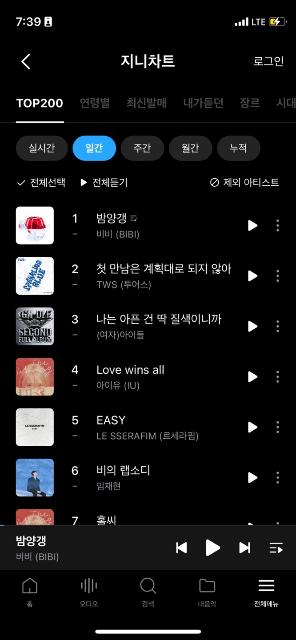 7:39
LTE
지니차트
로그인
TOP200 연령별 최신발매 내가듣던 장르 시대
실시간 일간 주간 월간 누적
전체선택 전체듣기 제외 아티스트
1 밤양갱
비비 (BIBI)
2 첫 만남은 계획대로 되지 않아
TWS (투어스)
3 나는 아픈 건 딱 질색이니까
(여자)아이들
4 Love wins all
아이유 (IU)
5 EASY
LE SSERAFIM (르세라핌)
6 비의 랩소디
임재현
7 홀씨
밤양갱
비비 (BIBI)
홈 오디오 검색 내음악 전체메뉴